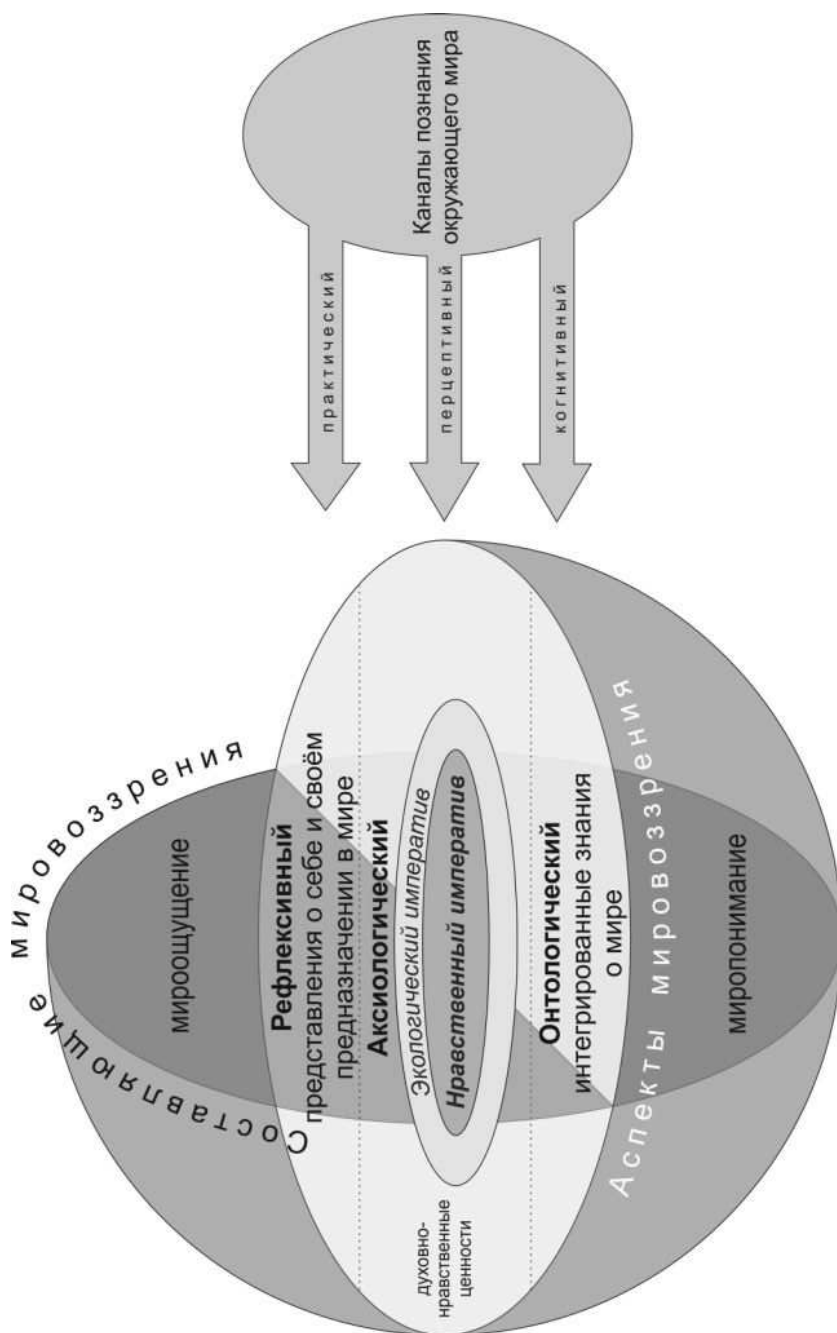 Каналы познания
окружающего мира
практический
перцептивный
когнитивный
Составляющие мировоззрения
мироощущение
Рефлексивный
представления о себе и своём
предназначении в мире
Аксиологический
Экологический императив
Нравственный императив
духовно-
нравственные
ценности
Онтологический
интегрированные знания
о мире
Аспекты мировоззрения
миропонимание